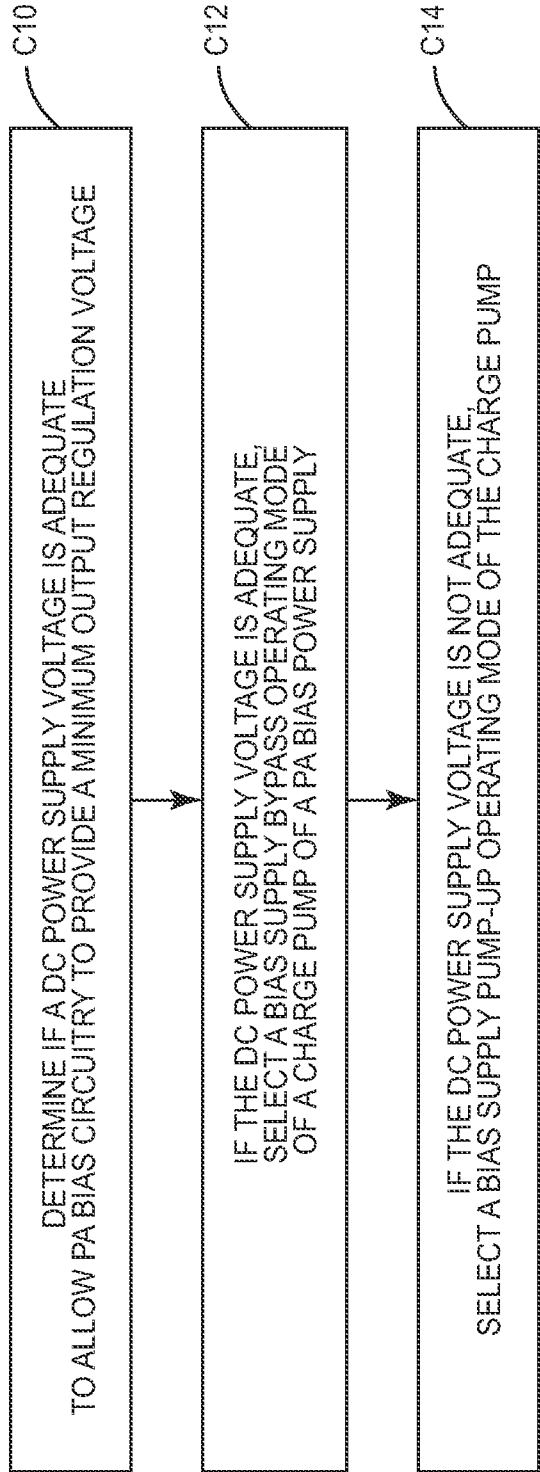 DETERMINE IF A DC POWER SUPPLY VOLTAGE IS ADEQUATE
TO ALLOW PA BIAS CIRCUITRY TO PROVIDE A MINIMUM OUTPUT REGULATION VOLTAGE
C10
IF THE DC POWER SUPPLY VOLTAGE IS ADEQUATE,
SELECT A BIAS SUPPLY BYPASS OPERATING MODE
OF A CHARGE PUMP OF A PA BIAS POWER SUPPLY
C12
IF THE DC POWER SUPPLY VOLTAGE IS NOT ADEQUATE,
SELECT A BIAS SUPPLY PUMP-UP OPERATING MODE OF THE CHARGE PUMP
C14